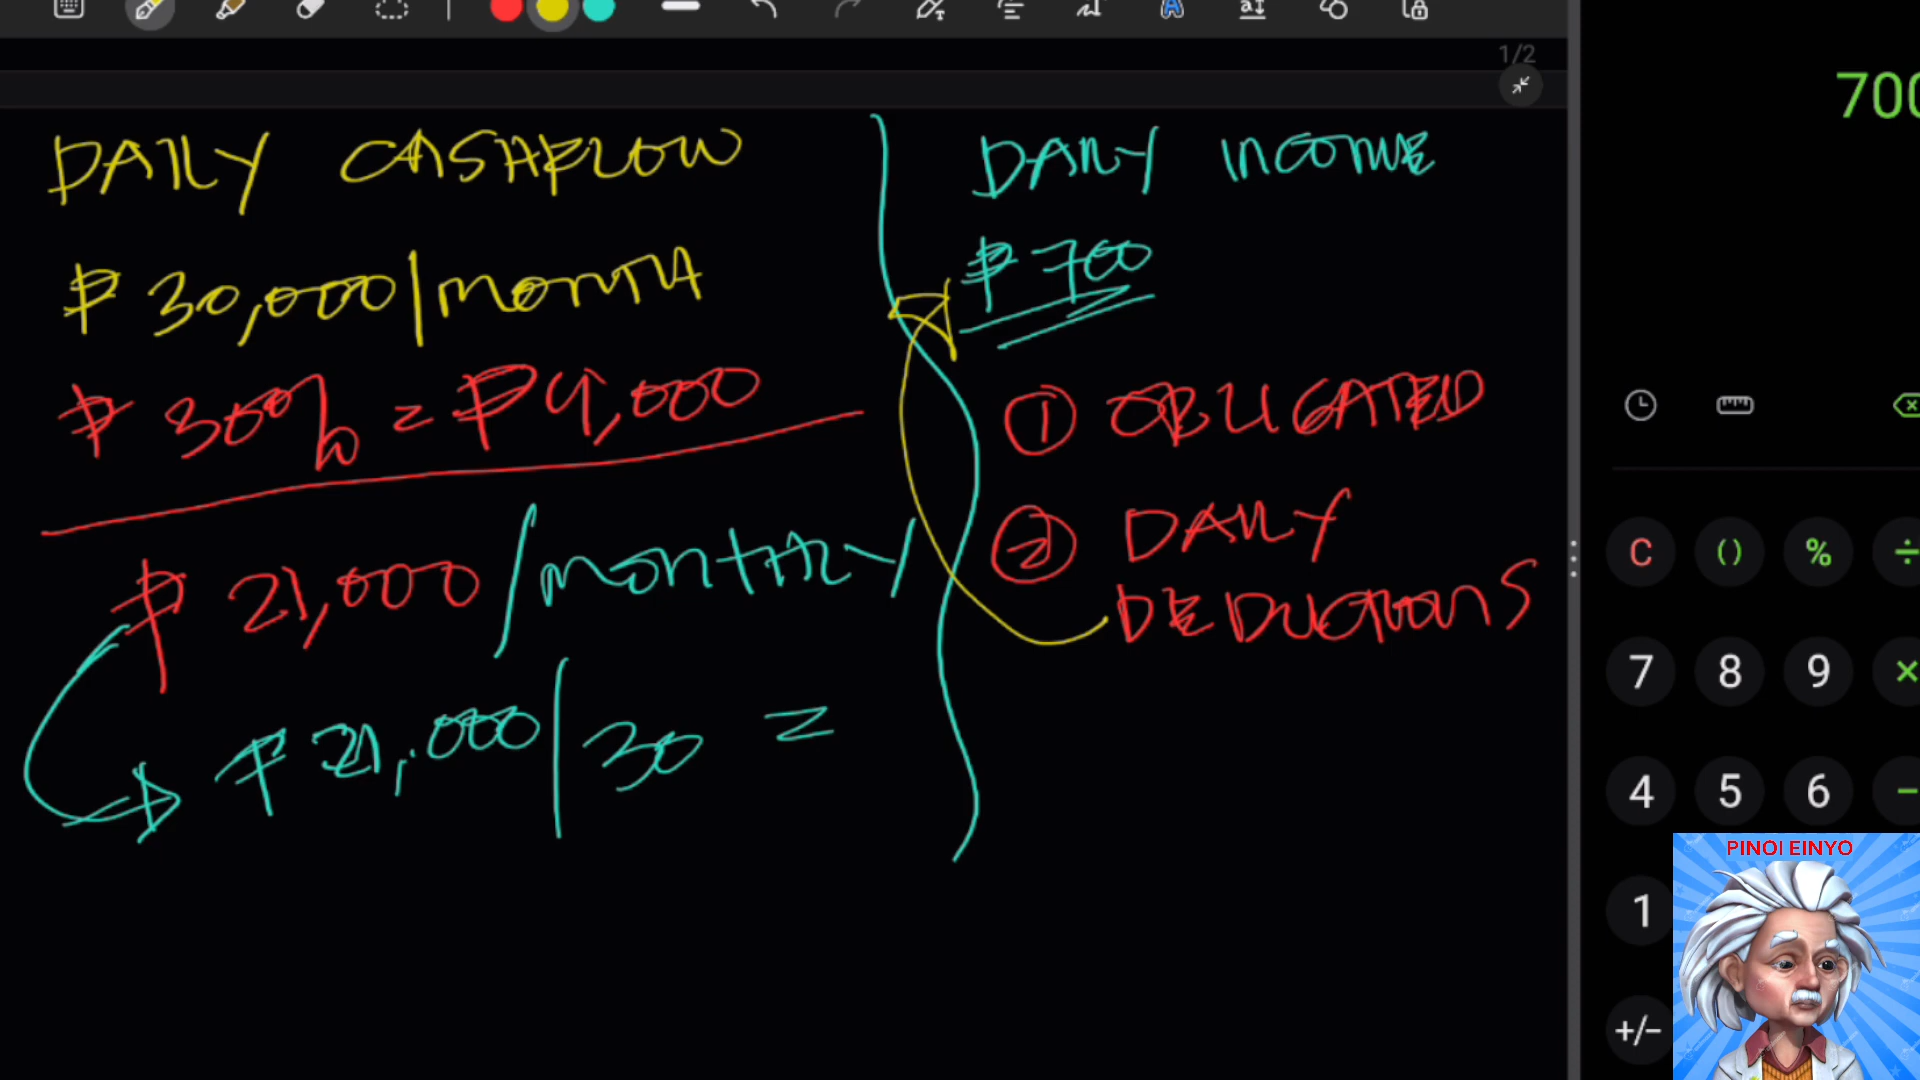 1/2
700
DAILY CASHFLOW
₱ 30,000/MONTH
₱ 30% = ₱9,000
₱ 21,000/MONTHLY
₱ 21,000/30 =
DAILY INCOME
₱ 700
① OBLIGATED
② DAILY
DEDUCTIONS
C () % ÷
7 8 9 ×
4 5 6 −
1
+/−
PINOI EINYO